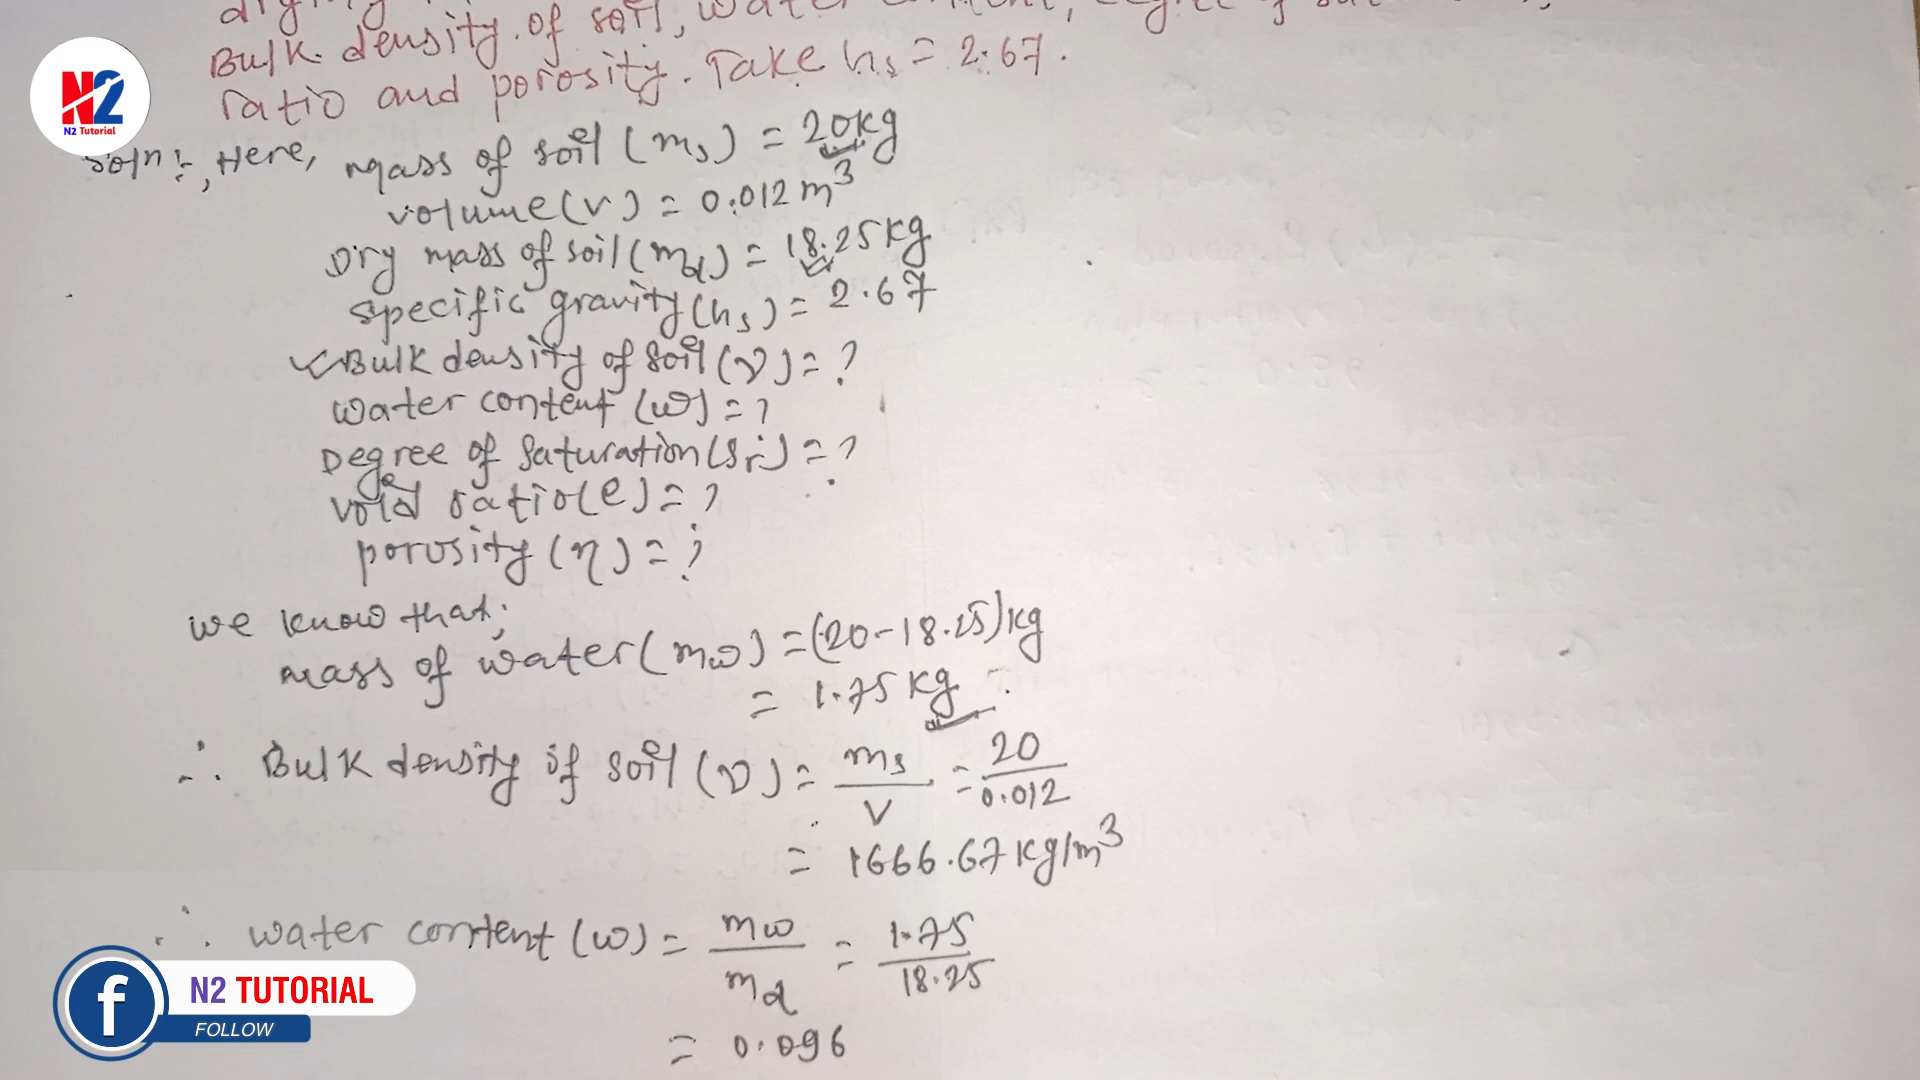 Bulk density of soil, water content, degree of
ratio and porosity. Take Gs = 2.67.
N2
N2 Tutorial
Soln:-, Here, mass of soil (ms) = 20kg
volume(v) = 0.012 m³
Dry mass of soil (md) = 18.25kg
specific gravity (Gs) = 2.67
Bulk density of soil (γ) = ?
water content (w) = ?
Degree of saturation (Sr) = ?
void ratio(e) = ?
porosity (η) = ?
we know that;
mass of water (mw) = (20-18.25)kg
= 1.75 kg
∴ Bulk density of soil (γ) = ms/V = 20/0.012
= 1666.67 kg/m³
∴ water content (w) = mw/md = 1.75/18.25
= 0.096
f
N2 TUTORIAL
FOLLOW